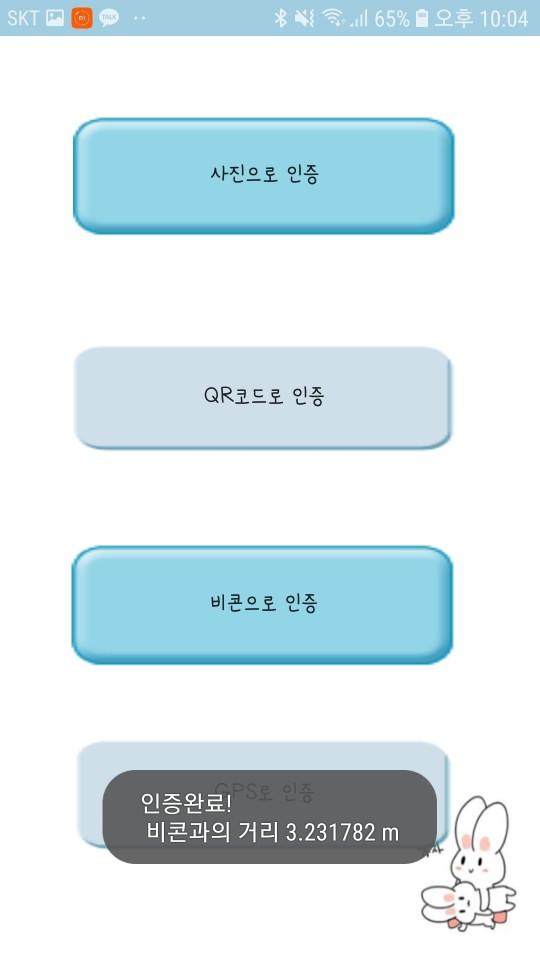 SKT 65% 오후 10:04
사진으로 인증
QR코드로 인증
비콘으로 인증
GPS로 인증
인증완료!
비콘과의 거리 3.231782 m